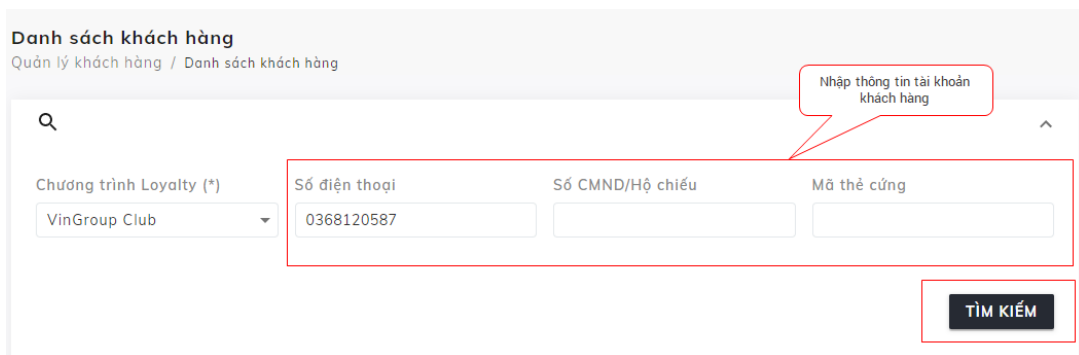 Danh sách khách hàng
Quản lý khách hàng / Danh sách khách hàng
Nhập thông tin tài khoản
khách hàng
Chương trình Loyalty (*)
Số điện thoại
Số CMND/Hộ chiếu
Mã thẻ cứng
VinGroup Club
0368120587
TÌM KIẾM